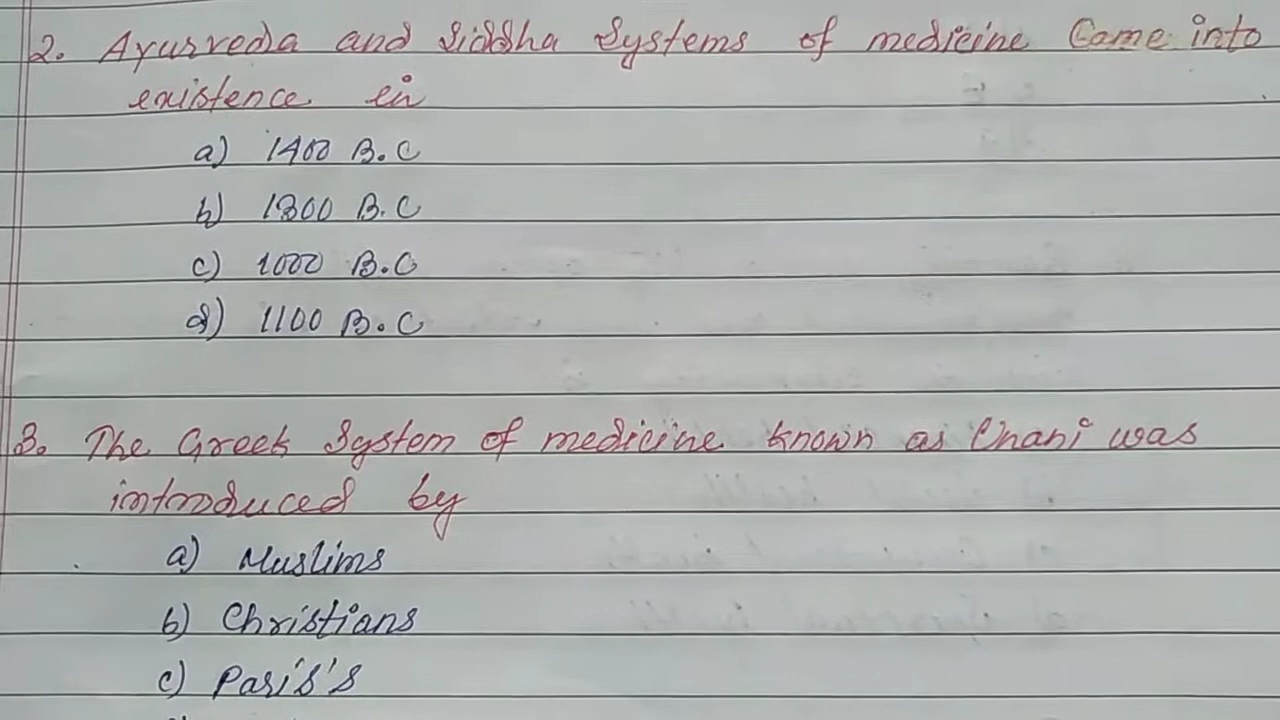 2. Ayurveda and Siddha Systems of medicine Came into
existence in
a) 1400 B.C
b) 1300 B.C
c) 1000 B.C
d) 1100 B.C
3. The Greek System of medicine known as Unani was
introduced by
a) Muslims
b) Christians
c) Parsi's